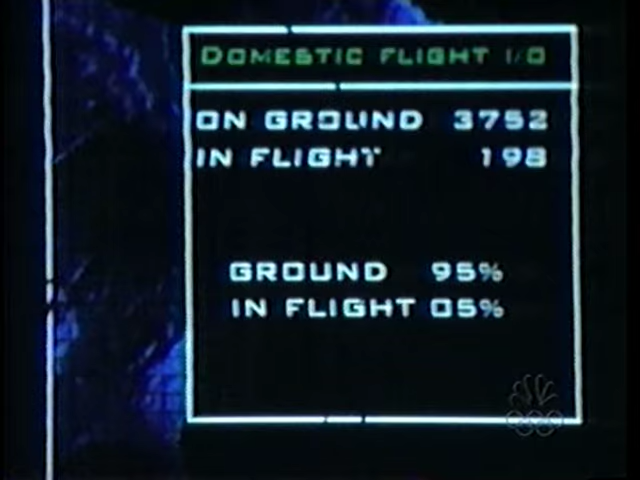 DOMESTIC FLIGHT I/O
ON GROUND 3752
IN FLIGHT 198
GROUND 95%
IN FLIGHT 05%